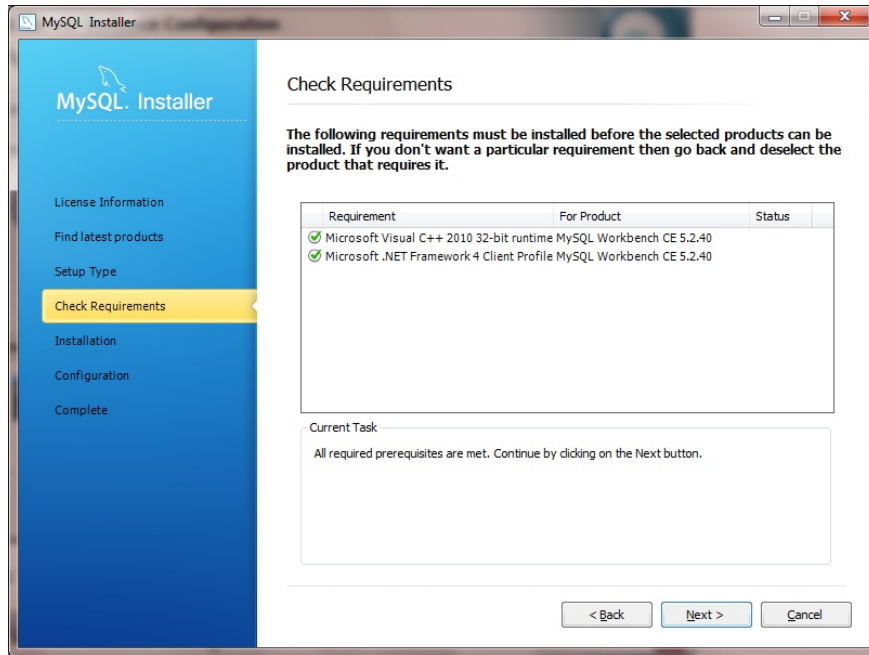 MySQL Installer
MySQL. Installer
License Information
Find latest products
Setup Type
Check Requirements
Installation
Configuration
Complete
Check Requirements
The following requirements must be installed before the selected products can be
installed. If you don't want a particular requirement then go back and deselect the
product that requires it.
Requirement For Product Status
Microsoft Visual C++ 2010 32-bit runtime MySQL Workbench CE 5.2.40
Microsoft .NET Framework 4 Client Profile MySQL Workbench CE 5.2.40
Current Task
All required prerequisites are met. Continue by clicking on the Next button.
< Back Next > Cancel